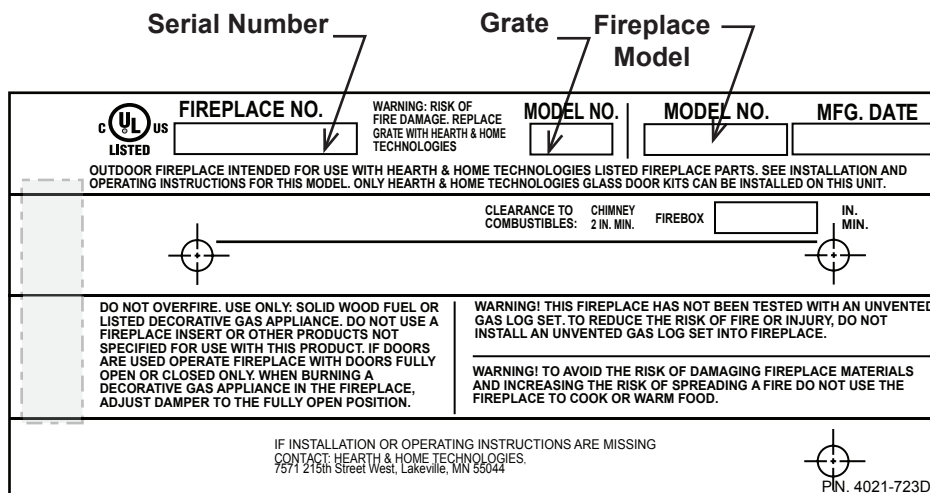 Serial Number
Grate
Fireplace
Model
C UL US
LISTED
FIREPLACE NO.
WARNING: RISK OF
FIRE DAMAGE. REPLACE
GRATE WITH HEARTH & HOME
TECHNOLOGIES
MODEL NO.
MODEL NO.
MFG. DATE
OUTDOOR FIREPLACE INTENDED FOR USE WITH HEARTH & HOME TECHNOLOGIES LISTED FIREPLACE PARTS. SEE INSTALLATION AND
OPERATING INSTRUCTIONS FOR THIS MODEL. ONLY HEARTH & HOME TECHNOLOGIES GLASS DOOR KITS CAN BE INSTALLED ON THIS UNIT.
CLEARANCE TO
COMBUSTIBLES:
CHIMNEY
2 IN. MIN.
FIREBOX
IN.
MIN.
DO NOT OVERFIRE. USE ONLY: SOLID WOOD FUEL OR
LISTED DECORATIVE GAS APPLIANCE. DO NOT USE A
FIREPLACE INSERT OR OTHER PRODUCTS NOT
SPECIFIED FOR USE WITH THIS PRODUCT. IF DOORS
ARE USED OPERATE FIREPLACE WITH DOORS FULLY
OPEN OR CLOSED ONLY. WHEN BURNING A
DECORATIVE GAS APPLIANCE IN THE FIREPLACE,
ADJUST DAMPER TO THE FULLY OPEN POSITION.
WARNING! THIS FIREPLACE HAS NOT BEEN TESTED WITH AN UNVENTED
GAS LOG SET. TO REDUCE THE RISK OF FIRE OR INJURY, DO NOT
INSTALL AN UNVENTED GAS LOG SET INTO FIREPLACE.
WARNING! TO AVOID THE RISK OF DAMAGING FIREPLACE MATERIALS
AND INCREASING THE RISK OF SPREADING A FIRE DO NOT USE THE
FIREPLACE TO COOK OR WARM FOOD.
IF INSTALLATION OR OPERATING INSTRUCTIONS ARE MISSING
CONTACT: HEARTH & HOME TECHNOLOGIES,
7571 215th Street West, Lakeville, MN 55044
P.N. 4021-723D